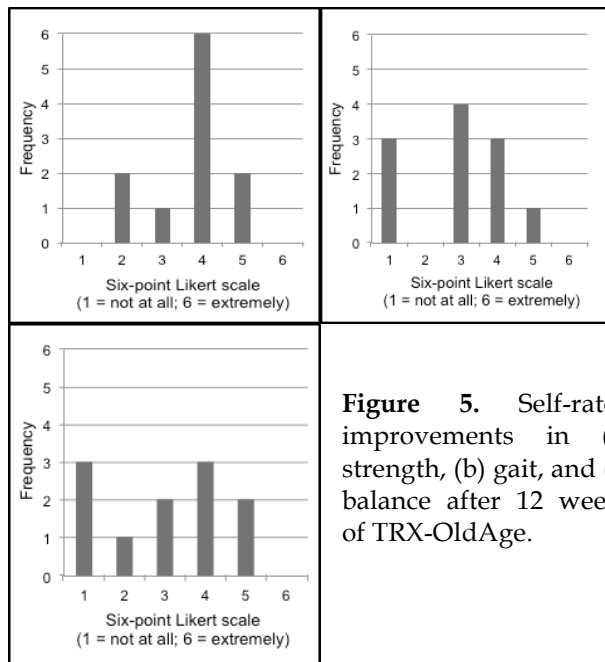 6
5
4
3
2
1
0
Frequency
1 2 3 4 5 6
Six-point Likert scale
(1 = not at all; 6 = extremely)
6
5
4
3
2
1
0
Frequency
1 2 3 4 5 6
Six-point Likert scale
(1 = not at all; 6 = extremely)
6
5
4
3
2
1
0
Frequency
1 2 3 4 5 6
Six-point Likert scale
(1 = not at all; 6 = extremely)
Figure 5. Self-rate
improvements in (
strength, (b) gait, and (
balance after 12 wee
of TRX-OldAge.